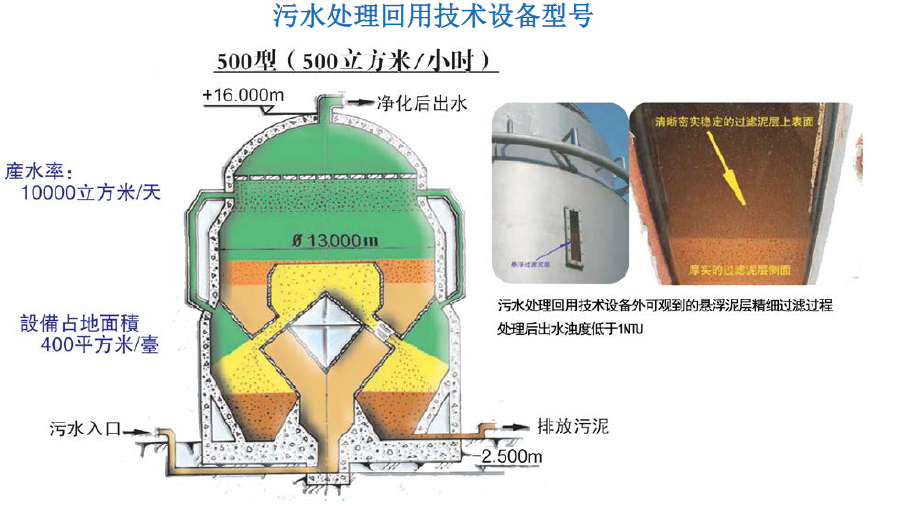 污水处理回用技术设备型号
500型（500立方米/小时）
+16.000m
净化后出水
産水率：
10000立方米/天
Ø 13.000m
設備占地面積
400平方米/臺
污水入口
排放污泥
-2.500m
悬浮过滤泥层
清晰密实稳定的过滤泥层上表面
厚实的过滤泥层侧面
污水处理回用技术设备外可观到的悬浮泥层精细过滤过程
处理后出水浊度低于1NTU